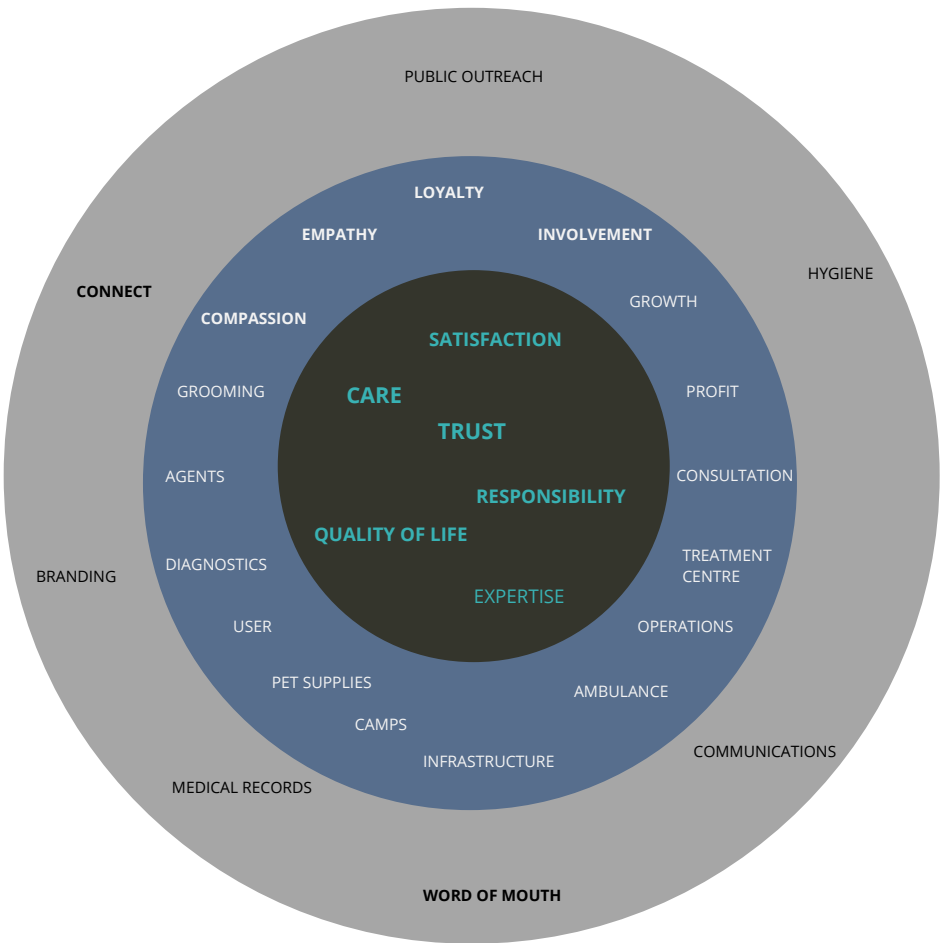 PUBLIC OUTREACH
LOYALTY
EMPATHY
INVOLVEMENT
HYGIENE
CONNECT
GROWTH
COMPASSION
SATISFACTION
GROOMING
CARE
PROFIT
TRUST
AGENTS
CONSULTATION
RESPONSIBILITY
QUALITY OF LIFE
DIAGNOSTICS
TREATMENT
CENTRE
BRANDING
EXPERTISE
USER
OPERATIONS
PET SUPPLIES
AMBULANCE
CAMPS
COMMUNICATIONS
INFRASTRUCTURE
MEDICAL RECORDS
WORD OF MOUTH